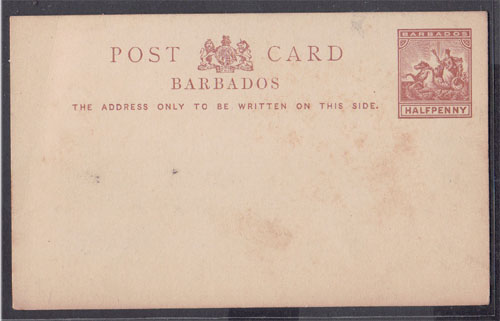 POST CARD
BARBADOS
THE ADDRESS ONLY TO BE WRITTEN ON THIS SIDE.
BARBADOS
HALFPENNY